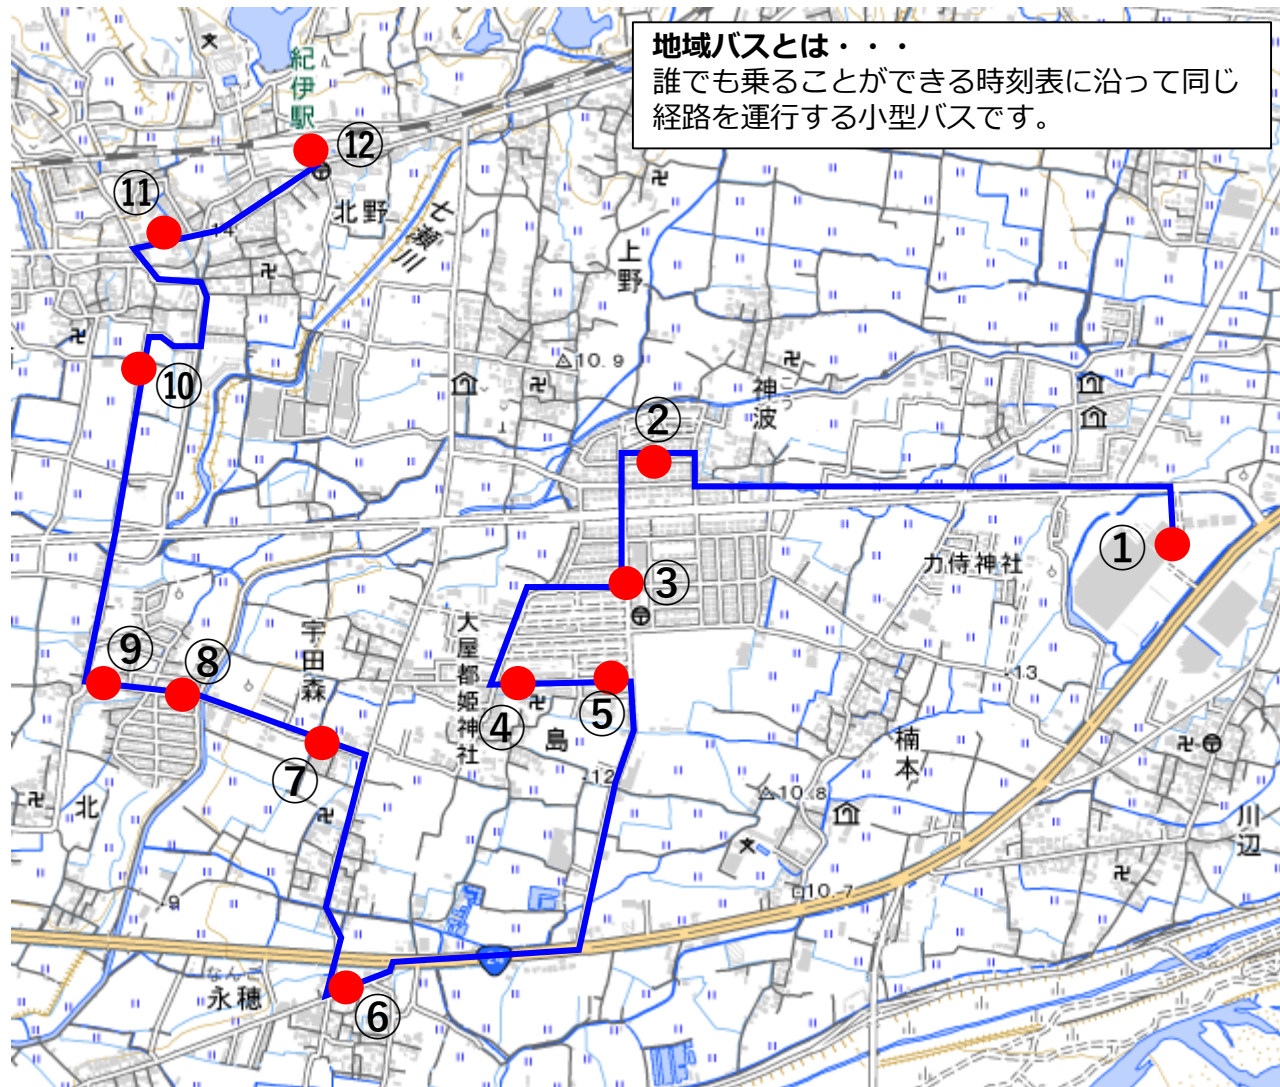 地域バスとは・・・
誰でも乗ることができる時刻表に沿って同じ
経路を運行する小型バスです。
紀伊駅
⑫
⑪
14
北野
七瀬川
上野
10.9
⑩
②
神波
こう
①
力侍神社
③
宇田森
大屋都姫神社
⑨
⑧
13
④
⑤
島
楠本
⑦
12
10.8
北
川辺
9
10.7
24
なんご
永穂
⑥